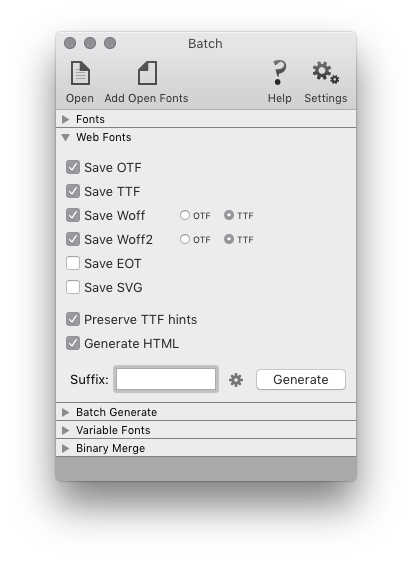 Batch
Open Add Open Fonts Help Settings
Fonts
Web Fonts
Save OTF
Save TTF
Save Woff OTF TTF
Save Woff2 OTF TTF
Save EOT
Save SVG
Preserve TTF hints
Generate HTML
Suffix: Generate
Batch Generate
Variable Fonts
Binary Merge